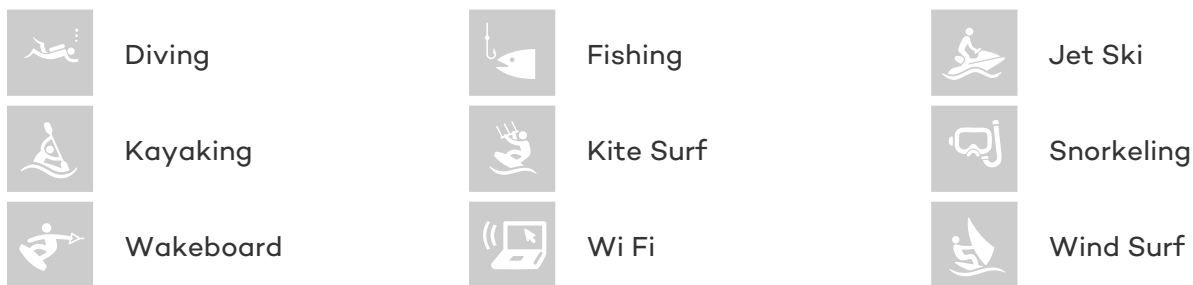 Diving
Fishing
Jet Ski
Kayaking
Kite Surf
Snorkeling
Wakeboard
Wi Fi
Wind Surf